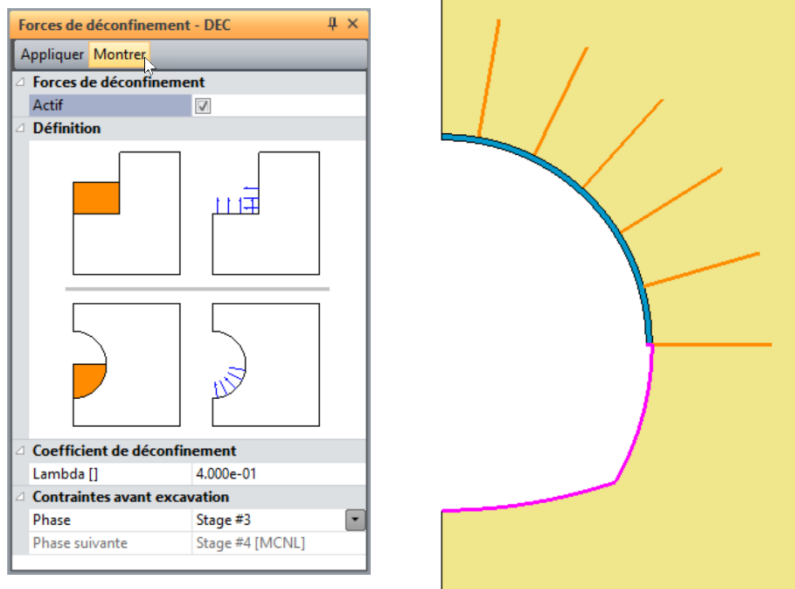 Forces de déconfinement - DEC
Appliquer Montrer
Forces de déconfinement
Actif
Définition
Coefficient de déconfinement
Lambda [] 4.000e-01
Contraintes avant excavation
Phase Stage #3
Phase suivante Stage #4 [MCNL]